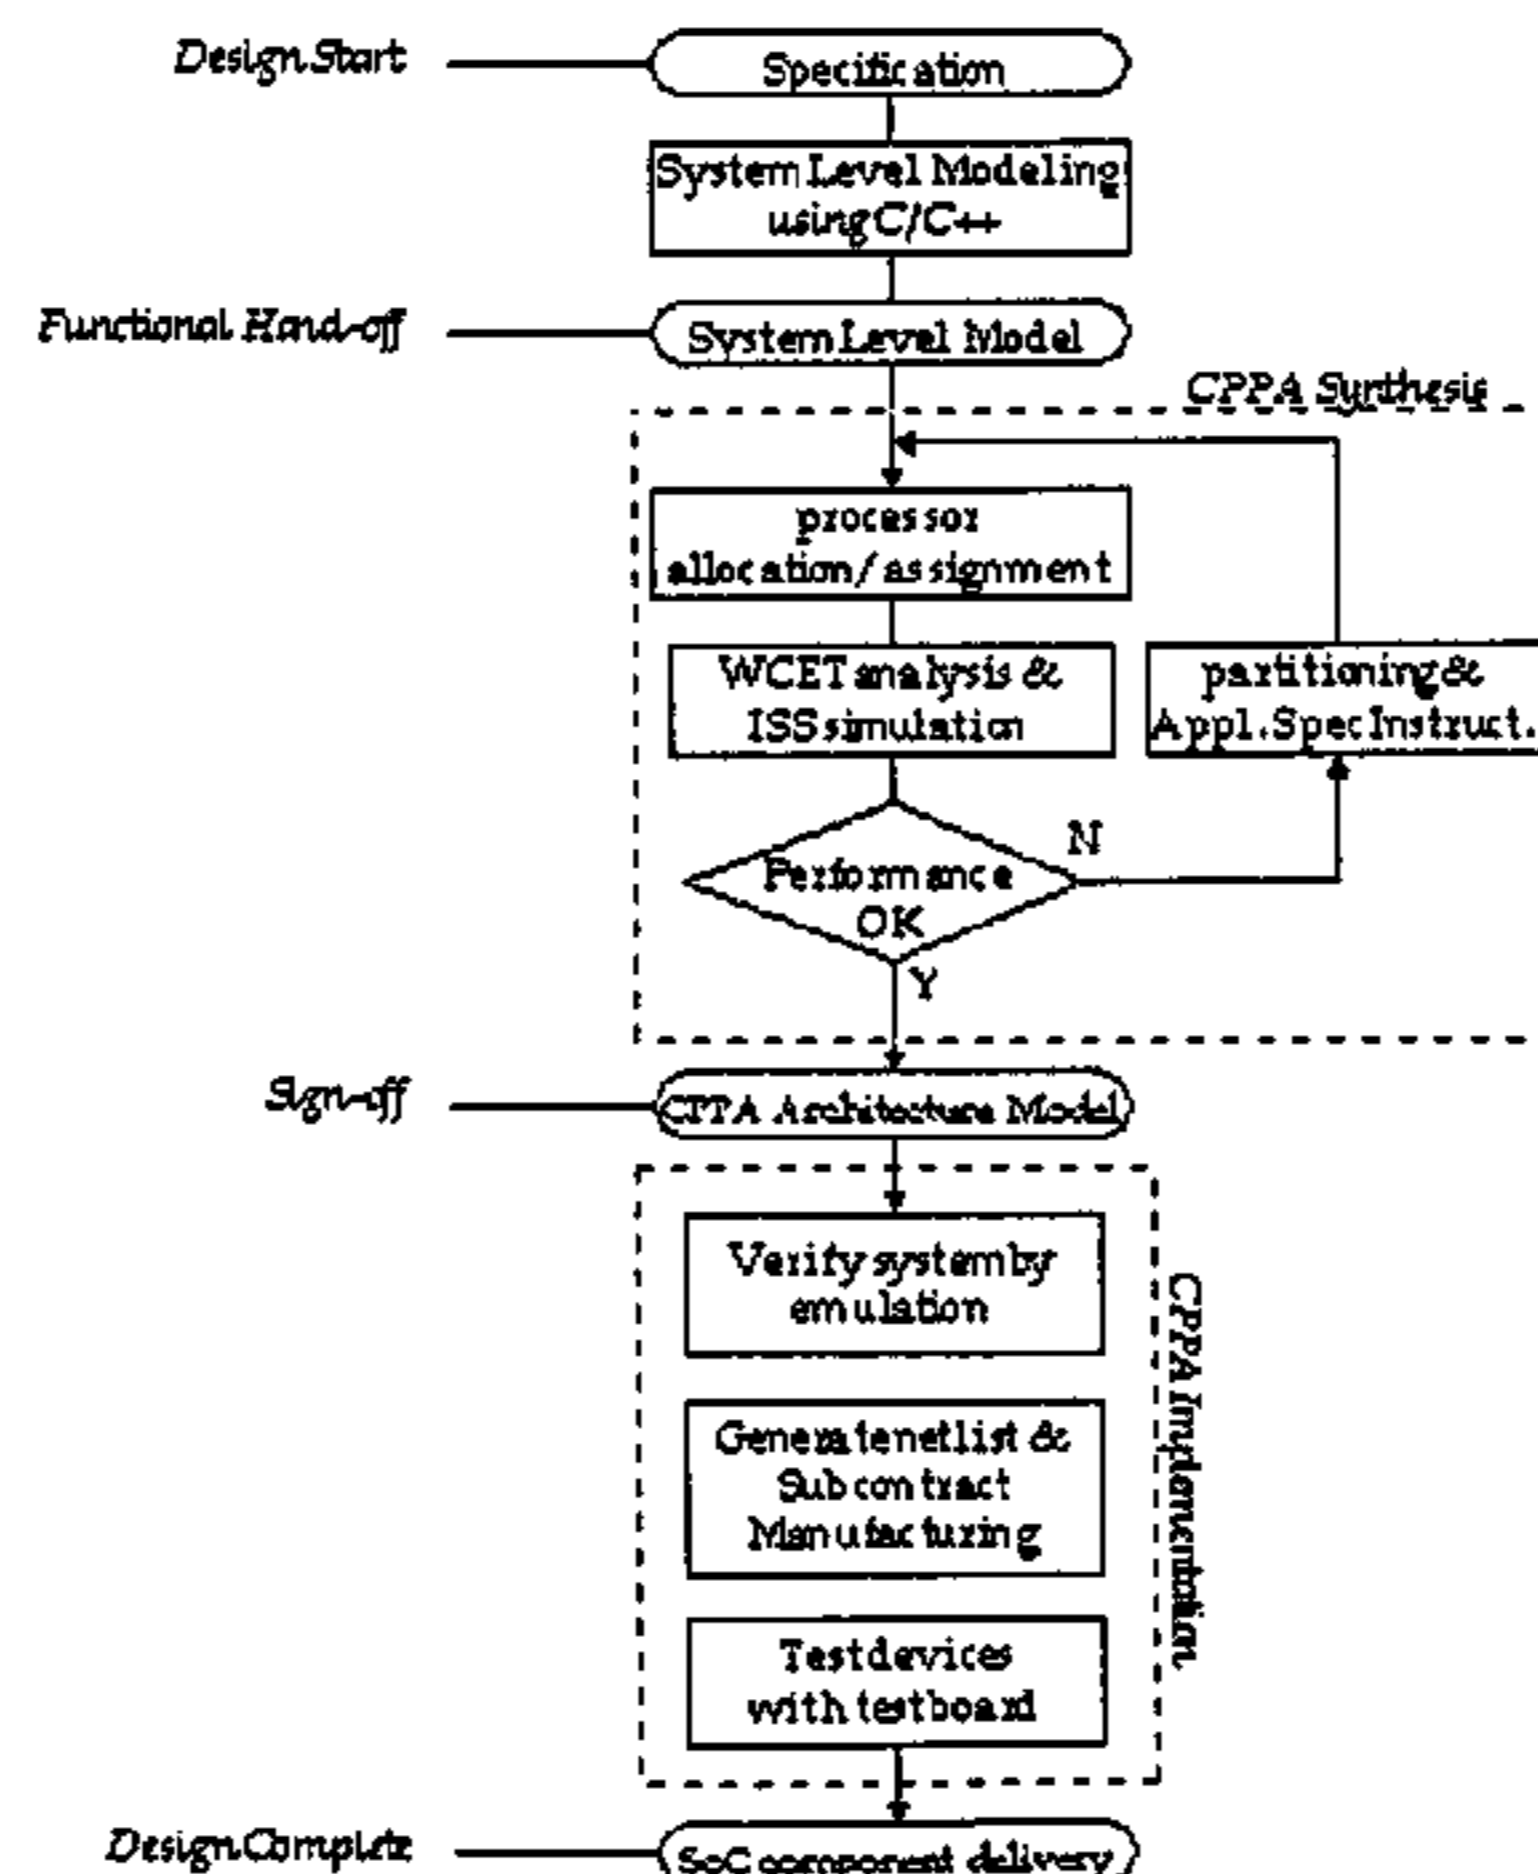 Design Start
Specification
System Level Modeling
using C/C++
Functional Hand-off
System Level Model
CPPA Synthesis
processor
allocation/assignment
WCET analysis &
ISS simulation
partitioning &
Appl. Spec Instruct.
N
Performance
OK
Y
Sign-off
CPPA Architecture Model
Verify system by
emulation
Generate netlist &
Subcontract
Manufacturing
CPPA Implementation
Test devices
with testboard
Design Complete
SoC component delivery